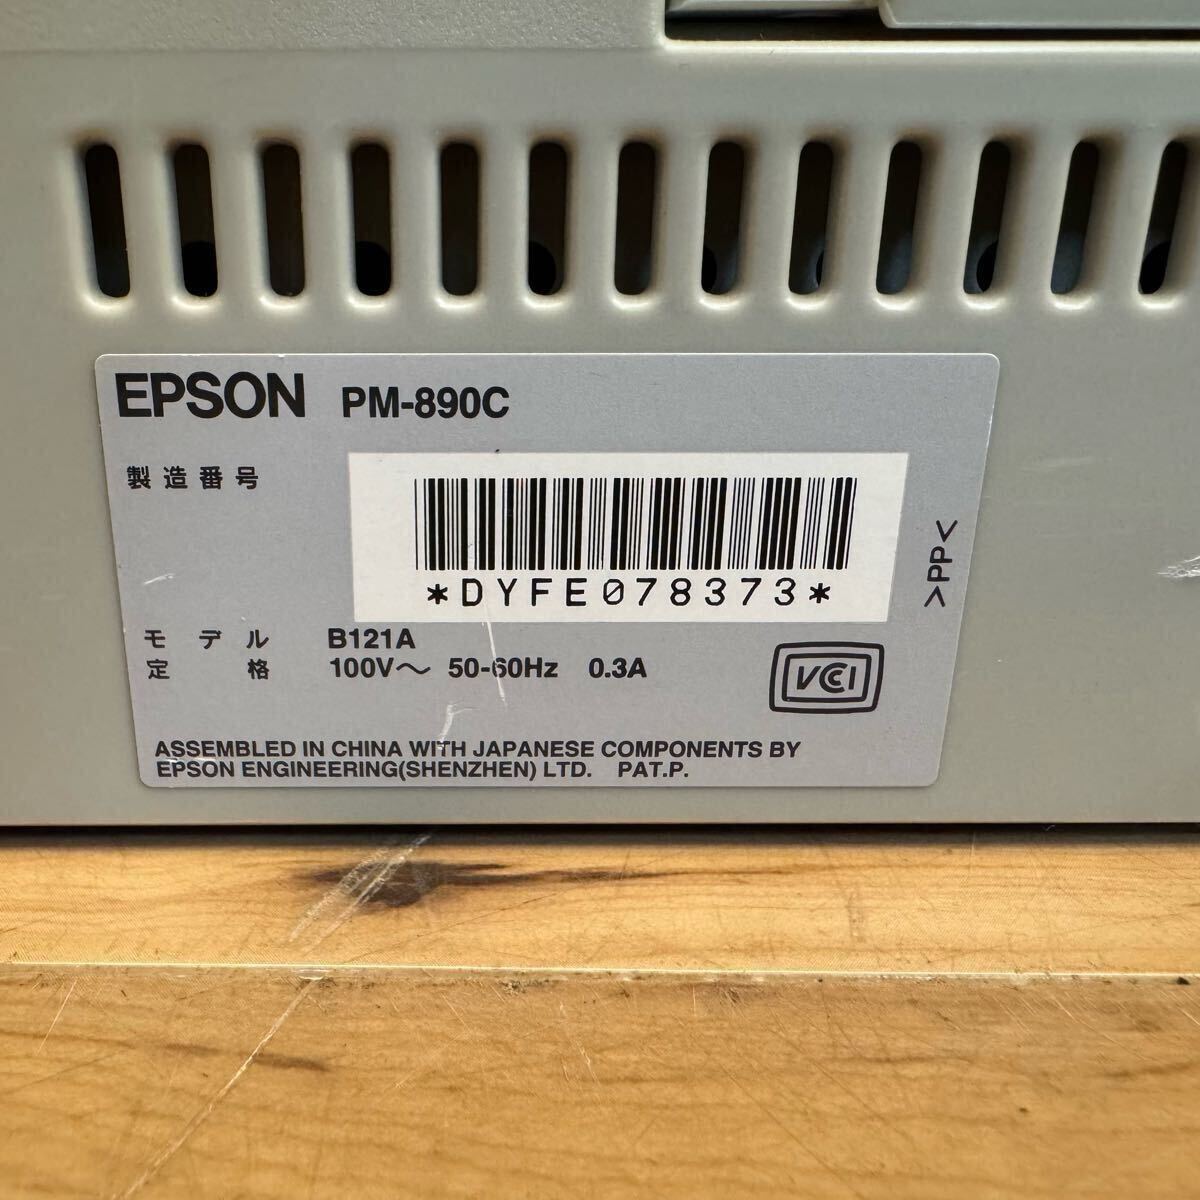 EPSON PM-890C
製造番号
*DYFE078373*
>PP<
モデル B121A
定格 100V～ 50-60Hz 0.3A
VCCI
ASSEMBLED IN CHINA WITH JAPANESE COMPONENTS BY
EPSON ENGINEERING(SHENZHEN) LTD. PAT.P.